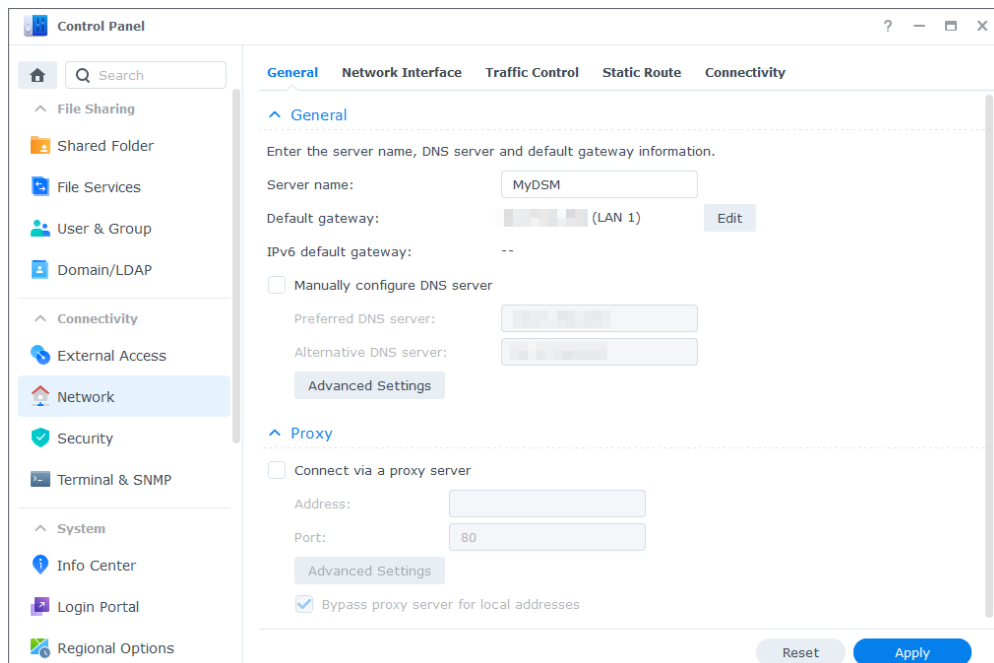 Control Panel
Search
File Sharing
Shared Folder
File Services
User & Group
Domain/LDAP
Connectivity
External Access
Network
Security
Terminal & SNMP
System
Info Center
Login Portal
Regional Options
General Network Interface Traffic Control Static Route Connectivity
General
Enter the server name, DNS server and default gateway information.
Server name: MyDSM
Default gateway: (LAN 1) Edit
IPv6 default gateway: --
Manually configure DNS server
Preferred DNS server:
Alternative DNS server:
Advanced Settings
Proxy
Connect via a proxy server
Address:
Port: 80
Advanced Settings
Bypass proxy server for local addresses
Reset Apply